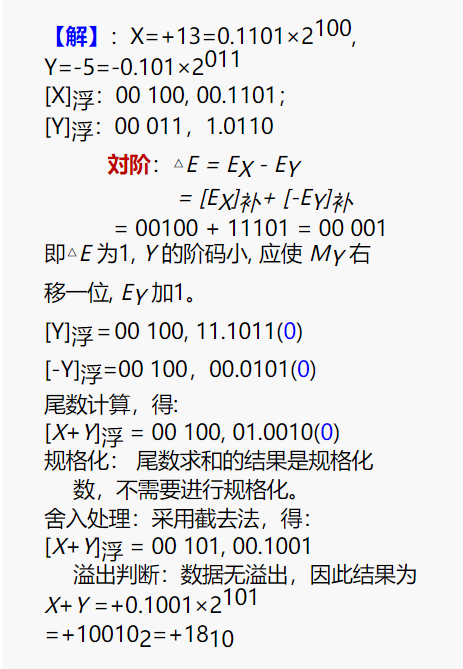 【解】：X=+13=0.1101×2^100,
Y=-5=-0.101×2^011
[X]浮：00 100, 00.1101；
[Y]浮：00 011，1.0110
对阶：△E = EX - EY
= [EX]补+ [-EY]补
= 00100 + 11101 = 00 001
即△E 为1, Y 的阶码小, 应使 MY 右
移一位, EY 加1。
[Y]浮=00 100, 11.1011(0)
[-Y]浮=00 100，00.0101(0)
尾数计算，得:
[X+Y]浮 = 00 100, 01.0010(0)
规格化： 尾数求和的结果是规格化
数，不需要进行规格化。
舍入处理：采用截去法，得：
[X+Y]浮 = 00 101, 00.1001
溢出判断：数据无溢出，因此结果为
X+Y =+0.1001×2^101
=+10010₂=+18₁₀